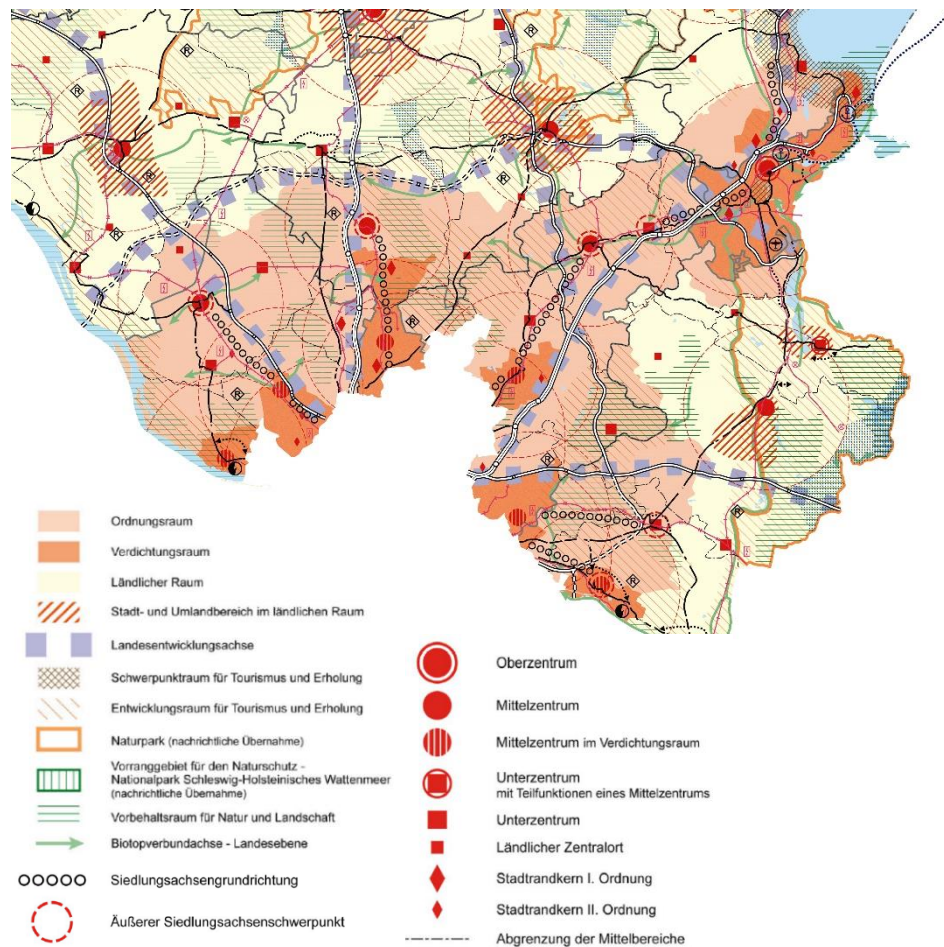 R
R
R
R
R
R
R
R
R
R
R
R
R
Ordnungsraum
Verdichtungsraum
Ländlicher Raum
Stadt- und Umlandbereich im ländlichen Raum
Landesentwicklungsachse
Schwerpunktraum für Tourismus und Erholung
Entwicklungsraum für Tourismus und Erholung
Naturpark (nachrichtliche Übernahme)
Vorranggebiet für den Naturschutz -
Nationalpark Schleswig-Holsteinisches Wattenmeer
(nachrichtliche Übernahme)
Vorbehaltsraum für Natur und Landschaft
Biotopverbundachse - Landesebene
Siedlungsachsengrundrichtung
Äußerer Siedlungsachsenschwerpunkt
Oberzentrum
Mittelzentrum
Mittelzentrum im Verdichtungsraum
Unterzentrum
mit Teilfunktionen eines Mittelzentrums
Unterzentrum
Ländlicher Zentralort
Stadtrandkern I. Ordnung
Stadtrandkern II. Ordnung
Abgrenzung der Mittelbereiche